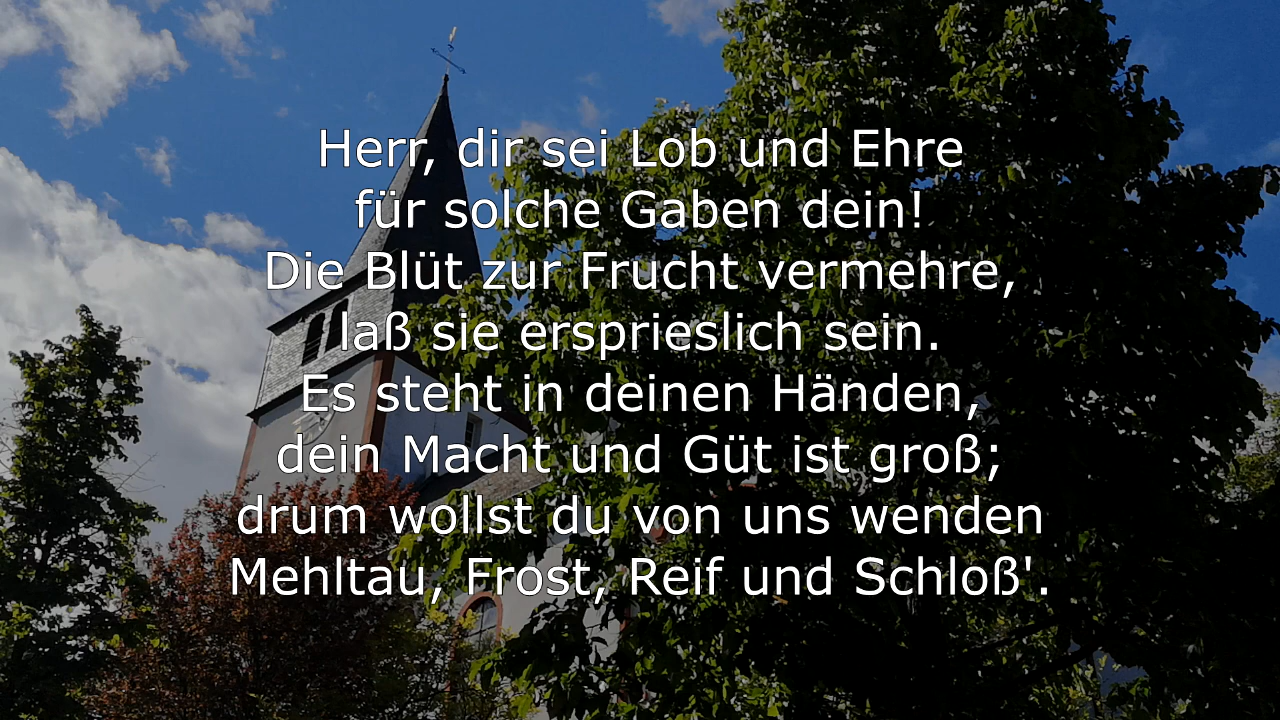 Herr, dir sei Lob und Ehre
für solche Gaben dein!
Die Blüt zur Frucht vermehre,
laß sie ersprieslich sein.
Es steht in deinen Händen,
dein Macht und Güt ist groß;
drum wollst du von uns wenden
Mehltau, Frost, Reif und Schloß'.